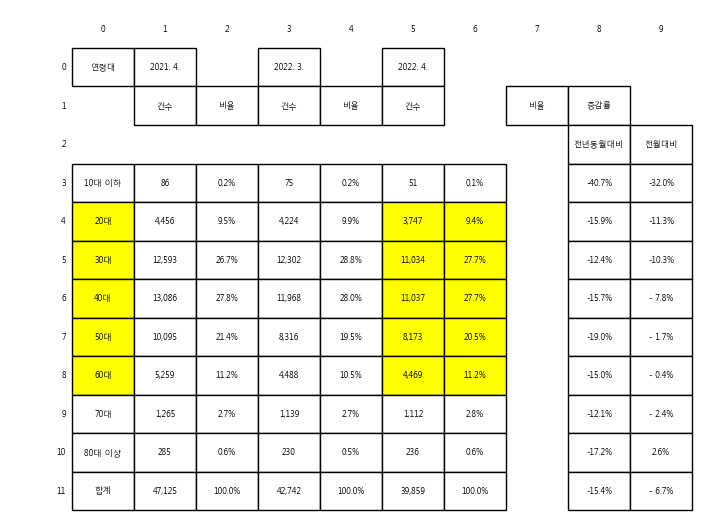 0 1 2 3 4 5 6 7 8 9
0 연령대 2021. 4. 2022. 3. 2022. 4.
1 건수 비율 건수 비율 건수 비율 증감률
2 전년동월대비 전월대비
3 10대 이하 86 0.2% 75 0.2% 51 0.1% -40.7% -32.0%
4 20대 4,456 9.5% 4,224 9.9% 3,747 9.4% -15.9% -11.3%
5 30대 12,593 26.7% 12,302 28.8% 11,034 27.7% -12.4% -10.3%
6 40대 13,086 27.8% 11,968 28.0% 11,037 27.7% -15.7% - 7.8%
7 50대 10,095 21.4% 8,316 19.5% 8,173 20.5% -19.0% - 1.7%
8 60대 5,259 11.2% 4,488 10.5% 4,469 11.2% -15.0% - 0.4%
9 70대 1,265 2.7% 1,139 2.7% 1,112 2.8% -12.1% - 2.4%
10 80대 이상 285 0.6% 230 0.5% 236 0.6% -17.2% 2.6%
11 합계 47,125 100.0% 42,742 100.0% 39,859 100.0% -15.4% - 6.7%